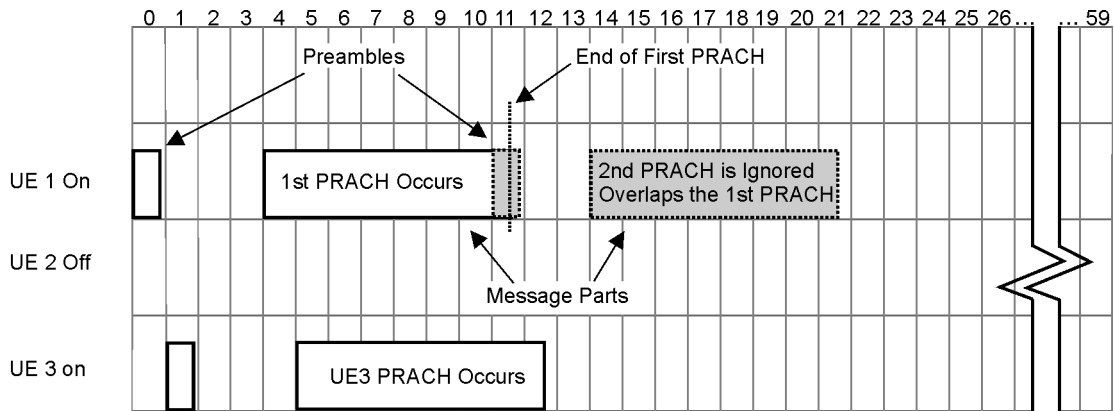 0 1 2 3 4 5 6 7 8 9 10 11 12 13 14 15 16 17 18 19 20 21 22 23 24 25 26 ... ... 59
Preambles
End of First PRACH
UE 1 On
1st PRACH Occurs
2nd PRACH is Ignored
Overlaps the 1st PRACH
UE 2 Off
Message Parts
UE 3 on
UE3 PRACH Occurs